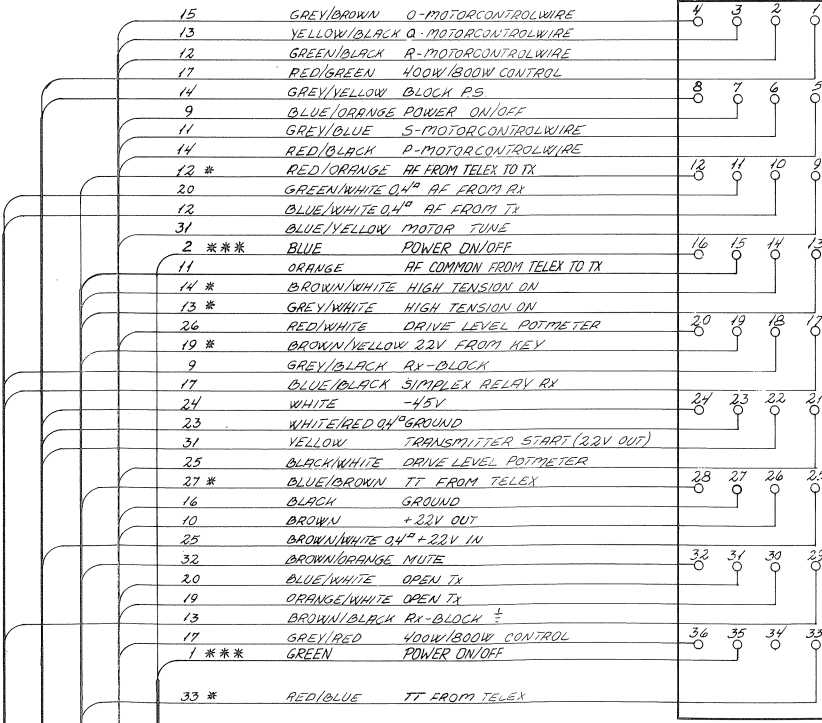 15 GREY/BROWN O-MOTORCONTROLWIRE 4 3 2 1
13 YELLOW/BLACK Q-MOTORCONTROLWIRE
12 GREEN/BLACK R-MOTORCONTROLWIRE
17 RED/GREEN 400W/800W CONTROL
14 GREY/YELLOW BLOCK P.S. 8 7 6 5
9 BLUE/ORANGE POWER ON/OFF
11 GREY/BLUE S-MOTORCONTROLWIRE
14 RED/BLACK P-MOTORCONTROLWIRE
12 * RED/ORANGE AF FROM TELEX TO TX 12 11 10 9
20 GREEN/WHITE 0,4¤ AF FROM RX
12 BLUE/WHITE 0,4¤ AF FROM TX
31 BLUE/YELLOW MOTOR TUNE
2 *** BLUE POWER ON/OFF 16 15 14 13
11 ORANGE AF COMMON FROM TELEX TO TX
14 * BROWN/WHITE HIGH TENSION ON
13 * GREY/WHITE HIGH TENSION ON
26 RED/WHITE DRIVE LEVEL POTMETER 20 19 18 17
19 * BROWN/YELLOW 22V FROM KEY
9 GREY/BLACK RX-BLOCK
17 BLUE/BLACK SIMPLEX RELAY RX
24 WHITE -45V 24 23 22 21
23 WHITE/RED 0,4¤ GROUND
31 YELLOW TRANSMITTER START (22V OUT)
25 BLACK/WHITE DRIVE LEVEL POTMETER
27 * BLUE/BROWN TT FROM TELEX 28 27 26 25
16 BLACK GROUND
10 BROWN +22V OUT
25 BROWN/WHITE 0,4¤ +22V IN
32 BROWN/ORANGE MUTE 32 31 30 29
20 BLUE/WHITE OPEN TX
19 ORANGE/WHITE OPEN TX
13 BROWN/BLACK RX-BLOCK
17 GREY/RED 400W/800W CONTROL 36 35 34 33
1 *** GREEN POWER ON/OFF
33 * RED/BLUE TT FROM TELEX